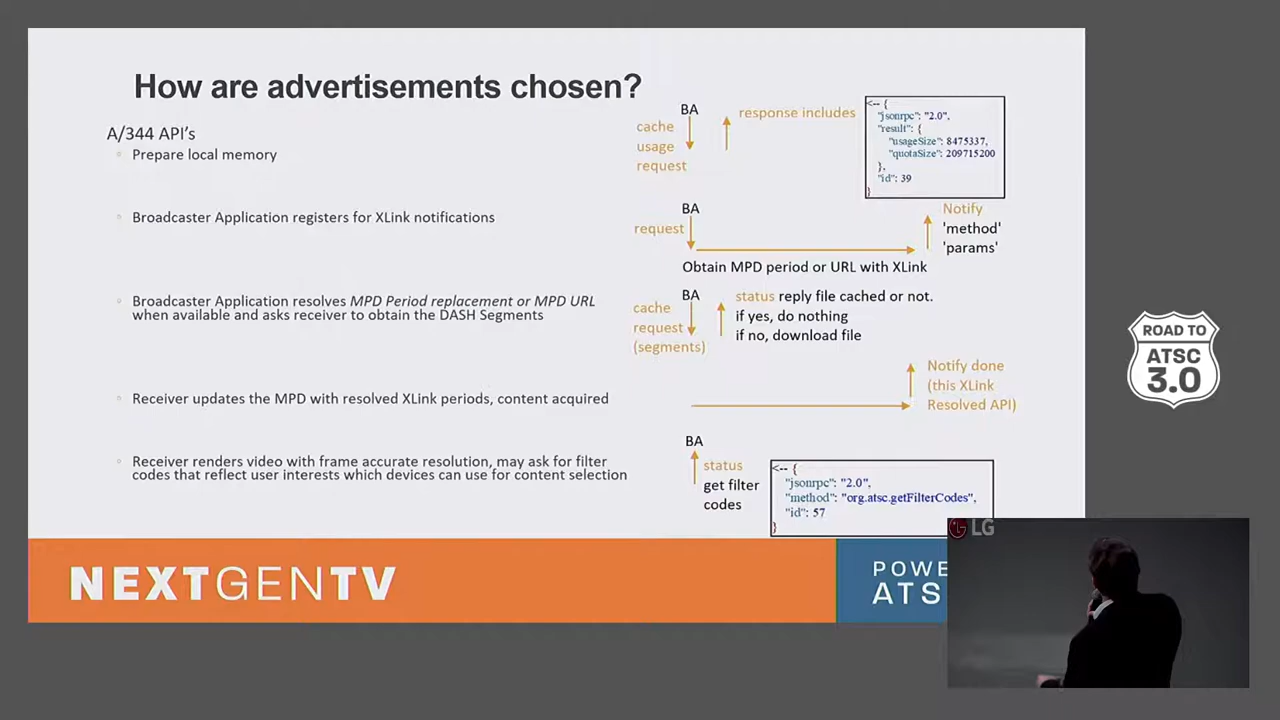 How are advertisements chosen?
A/344 API's
Prepare local memory
BA
cache
usage
request
response includes
<-- {
"jsonrpc": "2.0",
"result": {
"usageSize": 8475337,
"quotaSize": 209715200
},
"id": 39
}
Broadcaster Application registers for XLink notifications
BA
request
Notify
'method'
'params'
Obtain MPD period or URL with XLink
Broadcaster Application resolves MPD Period replacement or MPD URL
when available and asks receiver to obtain the DASH Segments
BA
cache
request
(segments)
status reply file cached or not.
if yes, do nothing
if no, download file
Receiver updates the MPD with resolved XLink periods, content acquired
Notify done
(this XLink
Resolved API)
Receiver renders video with frame accurate resolution, may ask for filter
codes that reflect user interests which devices can use for content selection
BA
status
get filter
codes
<-- {
"jsonrpc": "2.0",
"method": "org.atsc.getFilterCodes",
"id": 57
}
NEXTGENTV
POWE
ATS
LG
ROAD TO
ATSC
3.0